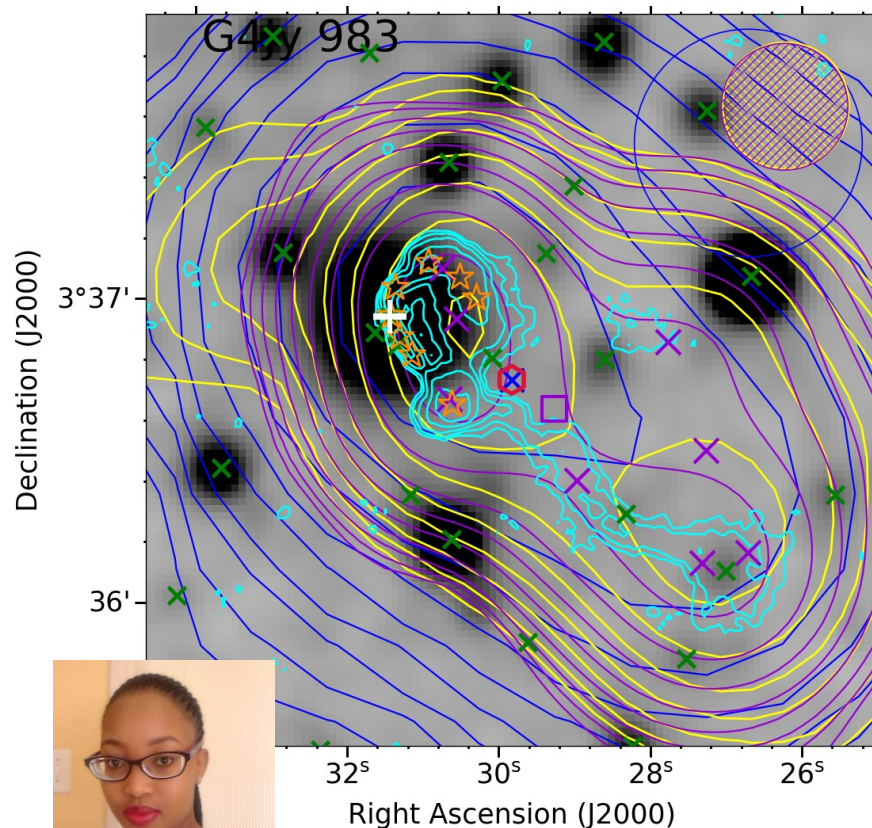 G4Jy 983
Declination (J2000)
3°37'
36'
32ˢ 30ˢ 28ˢ 26ˢ
Right Ascension (J2000)